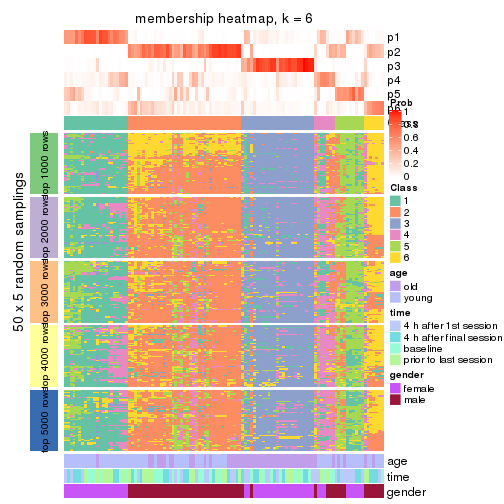 membership heatmap, k = 6
p1
p2
p3
p4
p5
p6
Prob
1
0.8
0.6
0.4
0.2
0
Class
1
2
3
4
5
6
age
old
young
time
4 h after 1st session
4 h after final session
baseline
prior to last session
gender
female
male
50 x 5 random samplings
top 1000 rows
top 2000 rows
top 3000 rows
top 4000 rows
top 5000 rows
age
time
gender